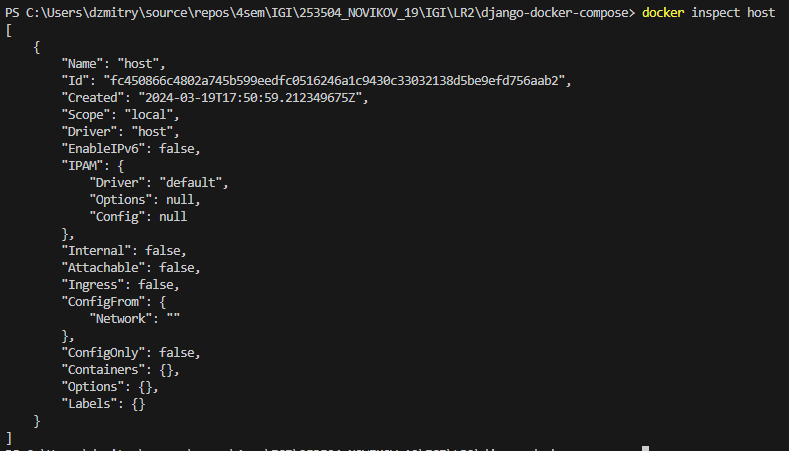 PS C:\Users\dzmitry\source\repos\4sem\IGI\253504_NOVIKOV_19\IGI\LR2\django-docker-compose> docker inspect host
[
    {
        "Name": "host",
        "Id": "fc450866c4802a745b599eedfc0516246a1c9430c33032138d5be9efd756aab2",
        "Created": "2024-03-19T17:50:59.212349675Z",
        "Scope": "local",
        "Driver": "host",
        "EnableIPv6": false,
        "IPAM": {
            "Driver": "default",
            "Options": null,
            "Config": null
        },
        "Internal": false,
        "Attachable": false,
        "Ingress": false,
        "ConfigFrom": {
            "Network": ""
        },
        "ConfigOnly": false,
        "Containers": {},
        "Options": {},
        "Labels": {}
    }
]